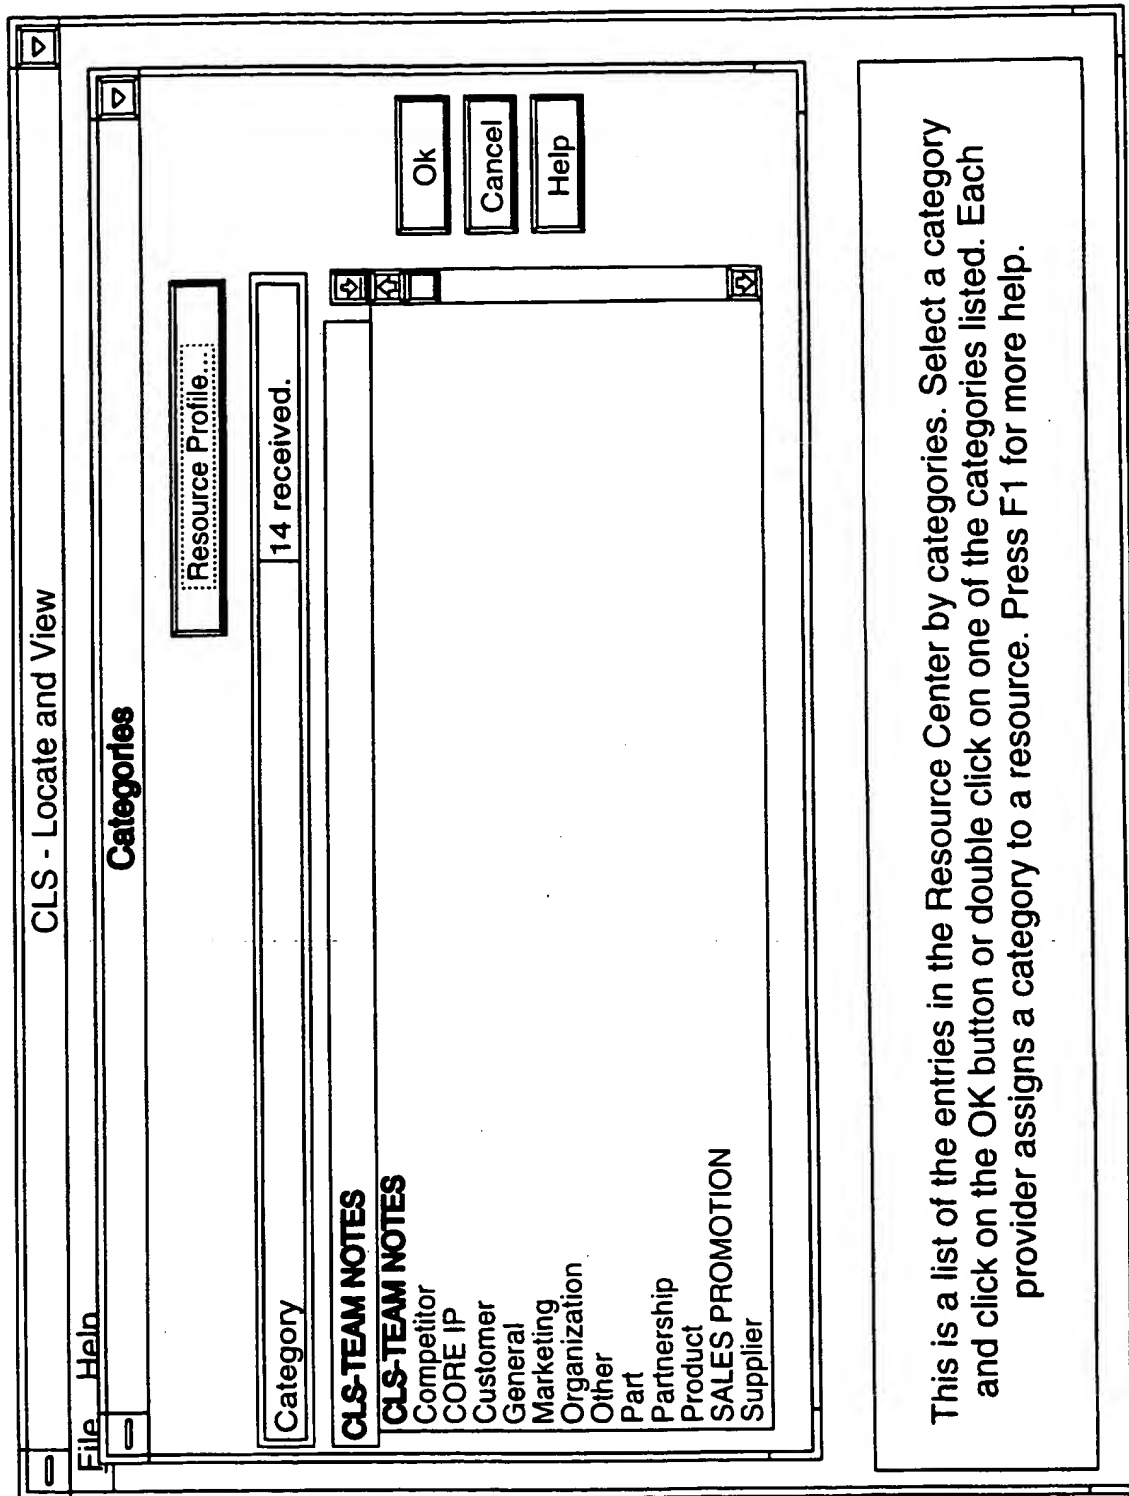 CLS - Locate and View
File Help
Categories
Resource Profile...
Category 14 received.
CLS-TEAM NOTES
CLS-TEAM NOTES
Competitor
CORE IP
Customer
General
Marketing
Organization
Other
Part
Partnership
Product
SALES PROMOTION
Supplier
Ok
Cancel
Help
This is a list of the entries in the Resource Center by categories. Select a category
and click on the OK button or double click on one of the categories listed. Each
provider assigns a category to a resource. Press F1 for more help.